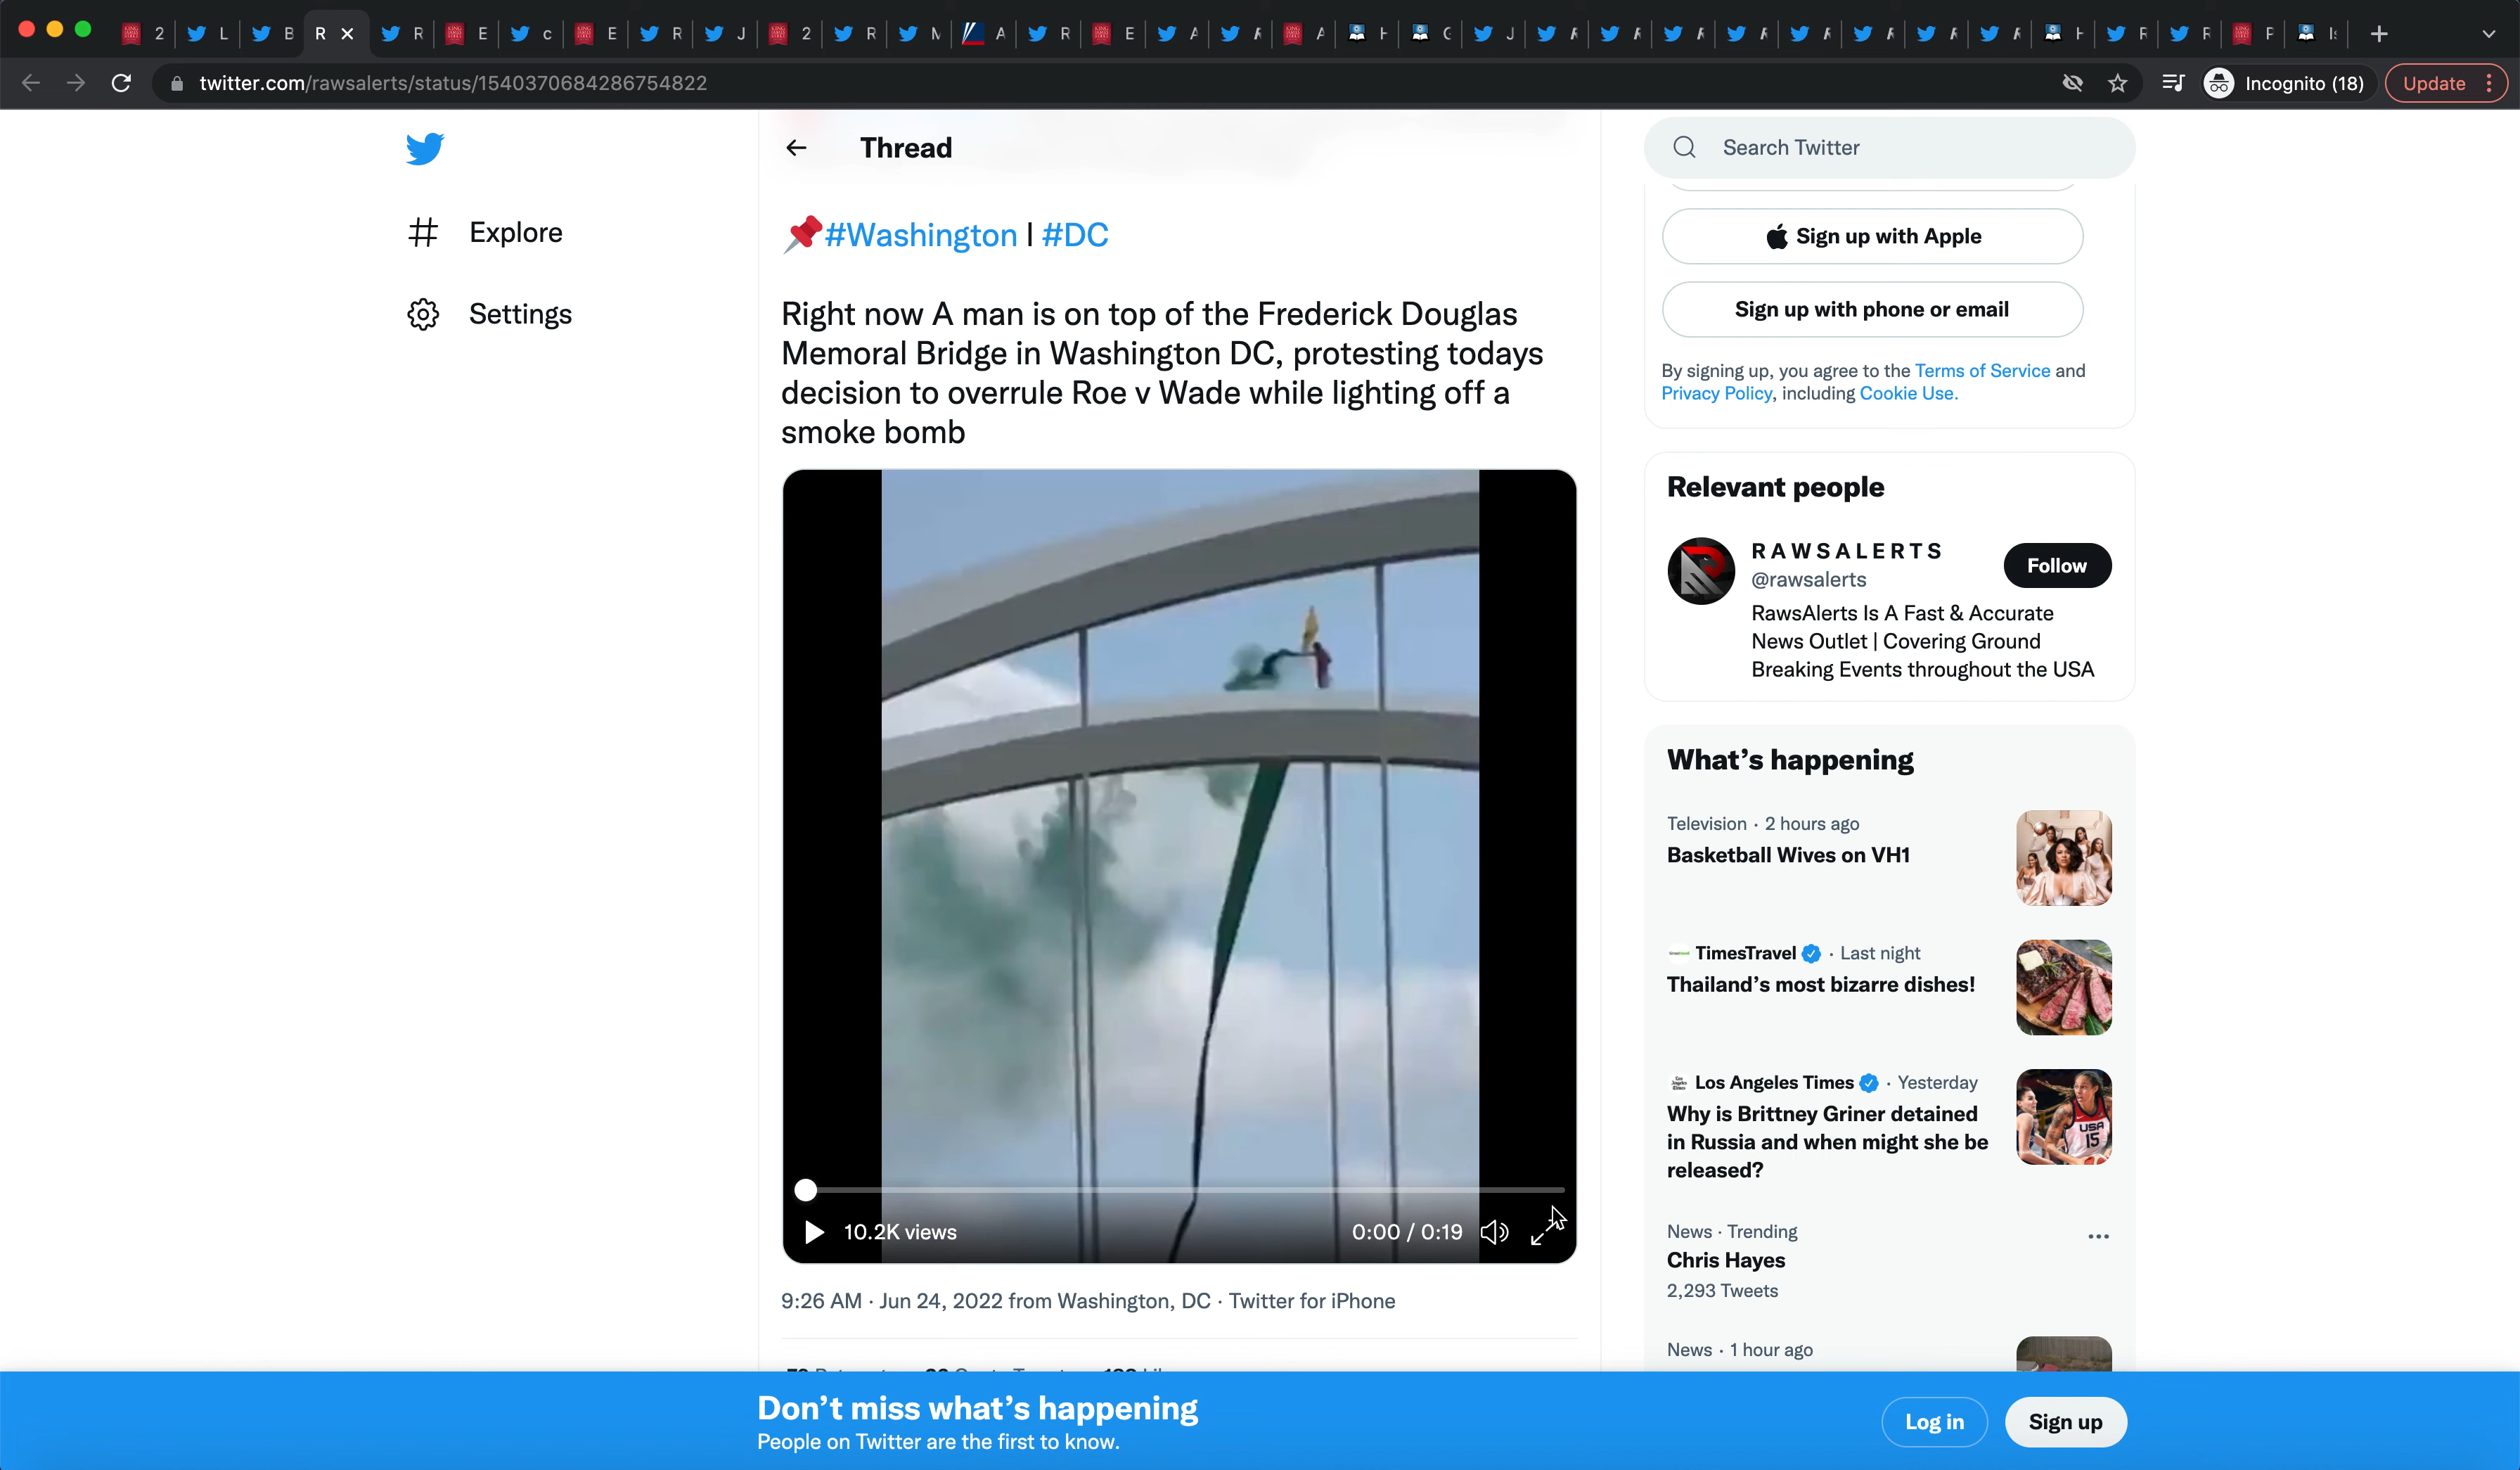 2
L
B
R
R
E
c
E
R
J
2
R
M
A
R
E
A
A
H
J
R
R
P
twitter.com/rawsalerts/status/1540370684286754822
Incognito (18)
Update
Explore
Settings
Thread
#Washington | #DC
Right now A man is on top of the Frederick Douglas
Memoral Bridge in Washington DC, protesting todays
decision to overrule Roe v Wade while lighting off a
smoke bomb
10.2K views
0:00 / 0:19
9:26 AM · Jun 24, 2022 from Washington, DC · Twitter for iPhone
Search Twitter
Sign up with Apple
Sign up with phone or email
By signing up, you agree to the Terms of Service and
Privacy Policy, including Cookie Use.
Relevant people
RAWSALERTS
@rawsalerts
Follow
RawsAlerts Is A Fast & Accurate
News Outlet | Covering Ground
Breaking Events throughout the USA
What's happening
Television · 2 hours ago
Basketball Wives on VH1
TimesTravel · Last night
Thailand's most bizarre dishes!
Los Angeles Times · Yesterday
Why is Brittney Griner detained
in Russia and when might she be
released?
USA
15
News · Trending
Chris Hayes
2,293 Tweets
News · 1 hour ago
Don't miss what's happening
People on Twitter are the first to know.
Log in
Sign up